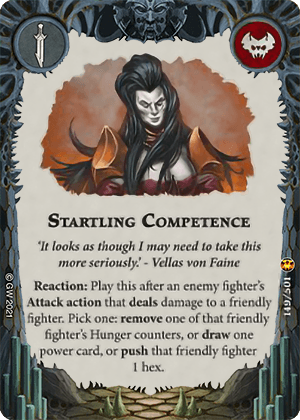 STARTLING COMPETENCE
'It looks as though I may need to take this
more seriously.' - Vellas von Faine
Reaction: Play this after an enemy fighter's
Attack action that deals damage to a friendly
fighter. Pick one: remove one of that friendly
fighter's Hunger counters, or draw one
power card, or push that friendly fighter
1 hex.
© GW 2021
149/501